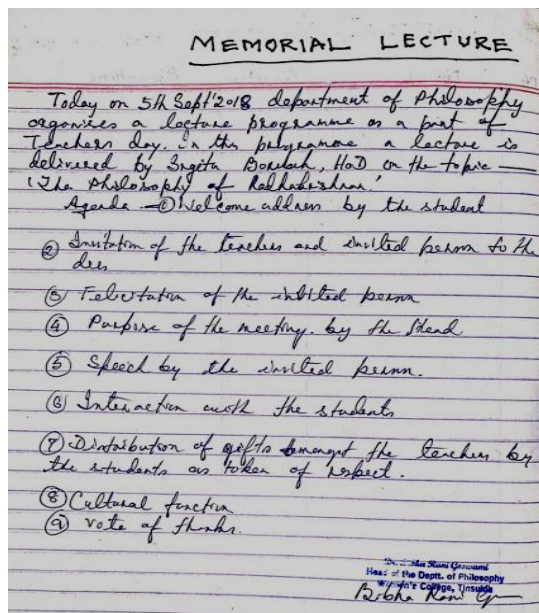 MEMORIAL LECTURE
Today on 5th Sept'2018 department of Philosophy
organises a lecture programme as a part of
Teachers day. In this programme a lecture is
delivered by Borduah, HoD on the topic —
'The Philosophy of Radhakrishnan.'
Agenda — ① Welcome address by the student
② Invitation of the teachers and invited person to the
dies
③ Felicitation of the invited person
④ Purpose of the meeting. by the Head
⑤ Speech by the invited person.
⑥ Interaction with the students
⑦ Distribution of gifts amongst the teachers by
the students as token of respect.
⑧ Cultural function
⑨ Vote of thanks.
Rani Goswami
Head of the Deptt. of Philosophy
Women's College, Tinsukia
Bibha Rani